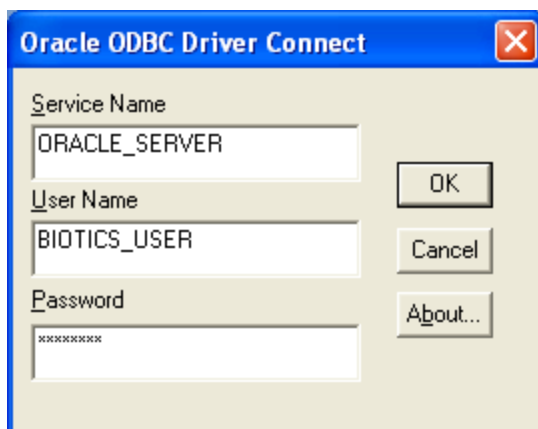 Oracle ODBC Driver Connect
Service Name
ORACLE_SERVER
OK
User Name
BIOTICS_USER
Cancel
Password
About...
××××××××